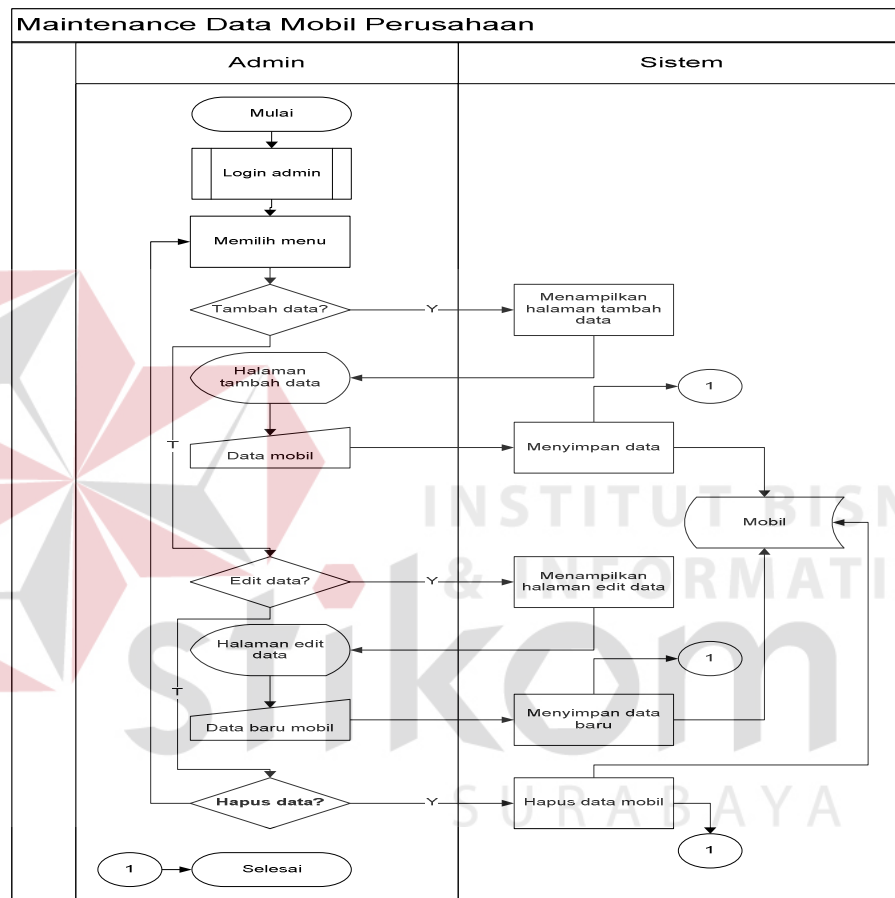 Maintenance Data Mobil Perusahaan
Admin
Sistem
Mulai
Login admin
Memilih menu
Tambah data?
Y
Menampilkan
halaman tambah
data
Halaman
tambah data
1
T
Data mobil
Menyimpan data
INSTITUT BISN
Mobil
& INFORMATI
Edit data?
Y
Menampilkan
halaman edit data
stikom
Halaman edit
data
1
T
Data baru mobil
Menyimpan data
baru
Hapus data?
Y
Hapus data mobil
SURABAYA
1
1
Selesai